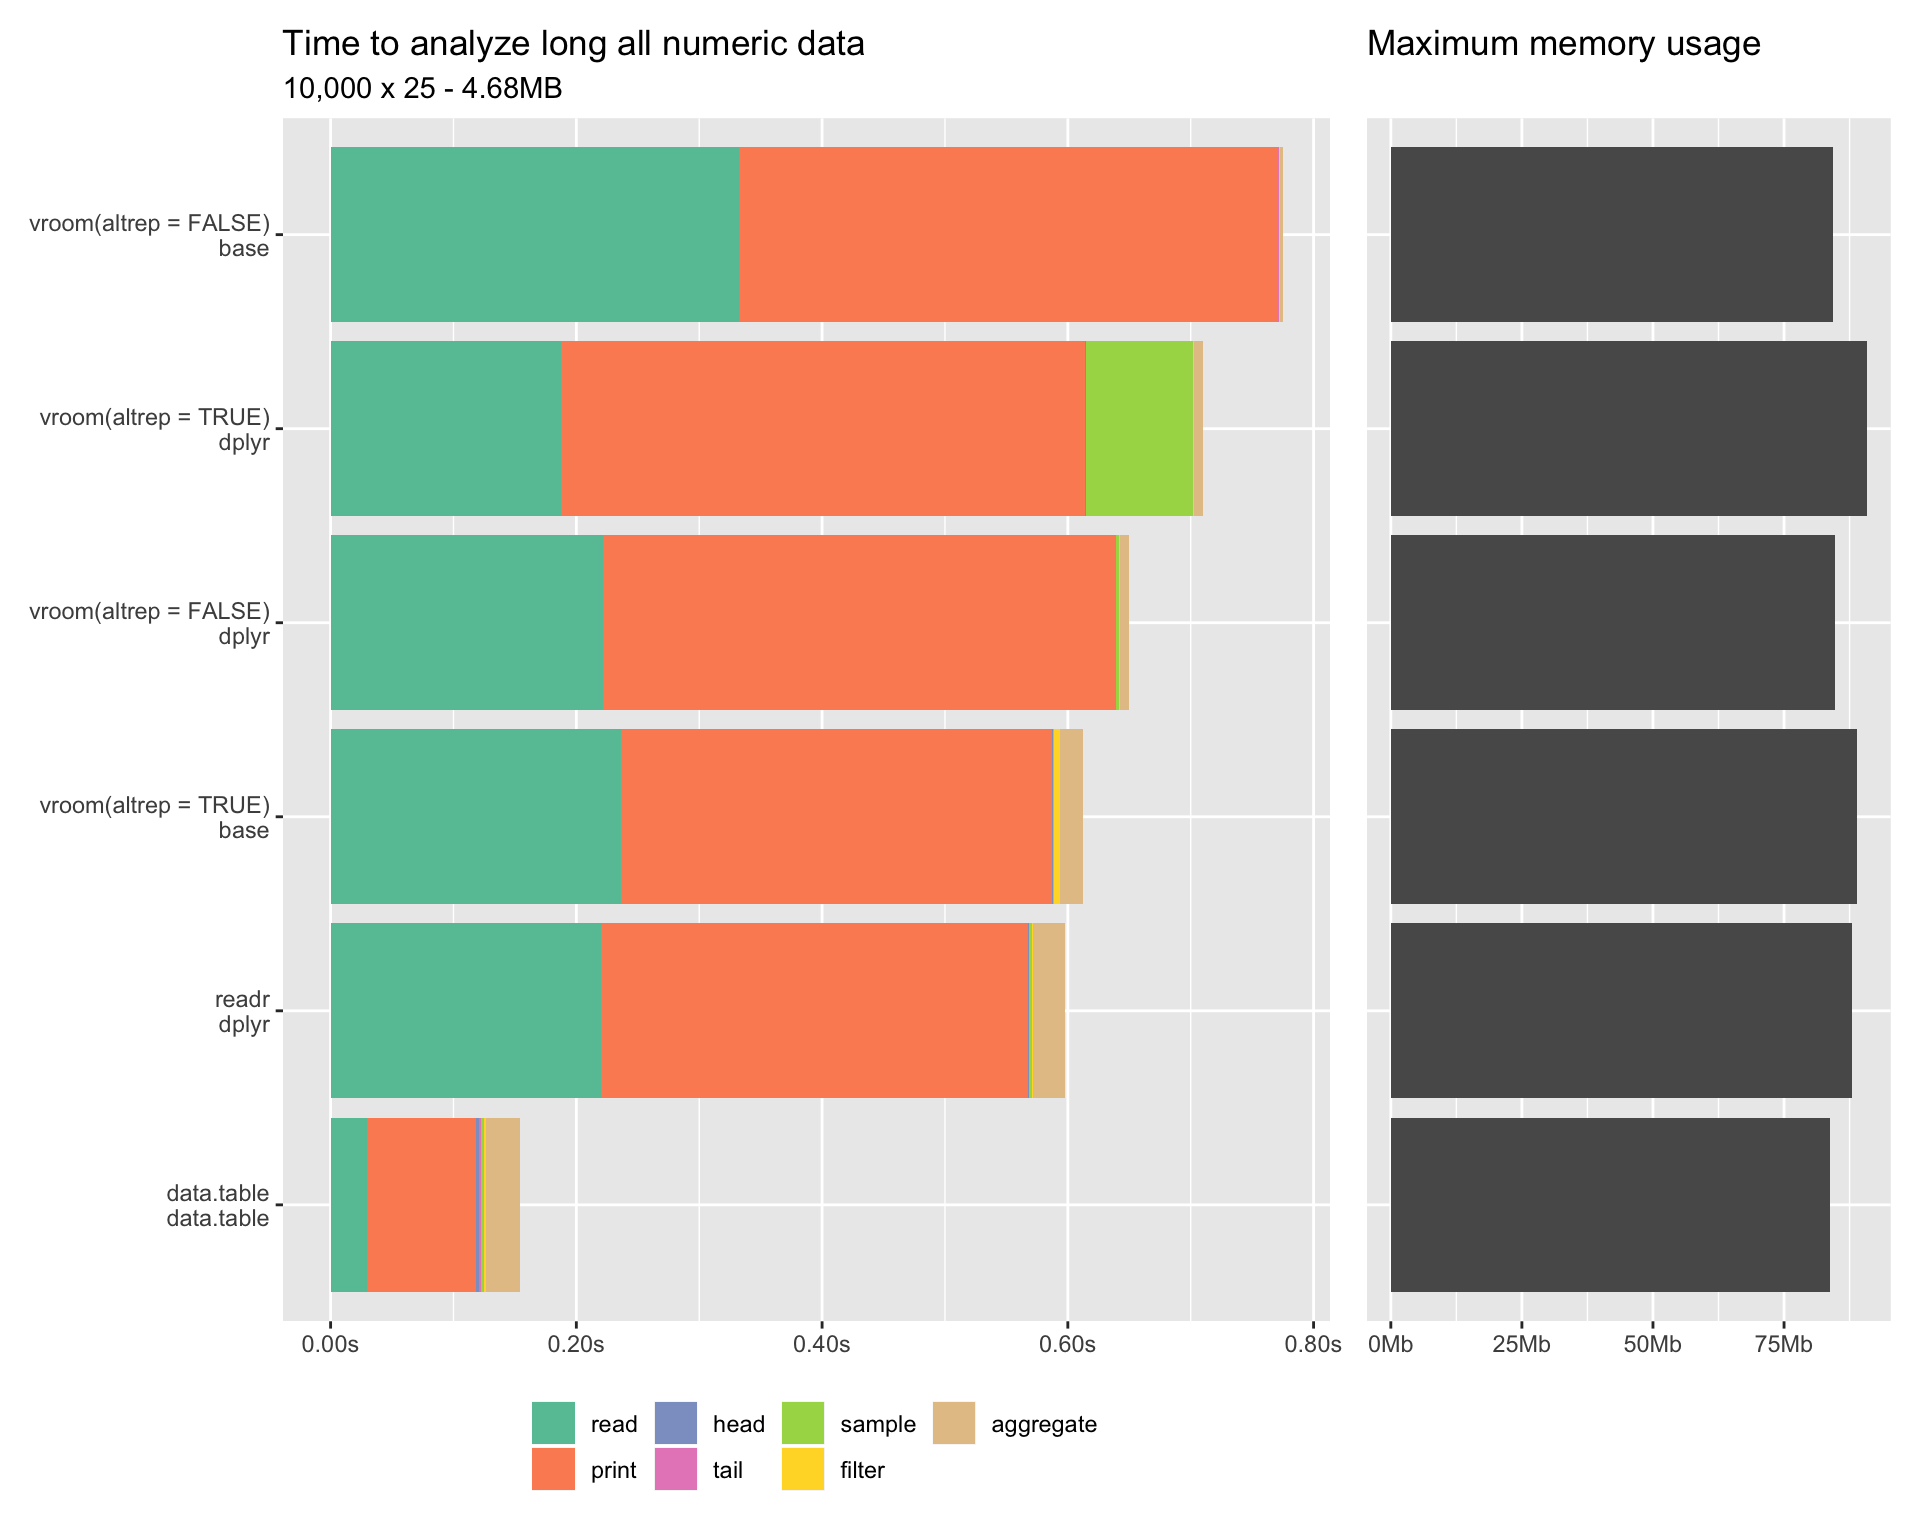 Time to analyze long all numeric data
10,000 x 25 - 4.68MB
Maximum memory usage
vroom(altrep = FALSE)
base
vroom(altrep = TRUE)
dplyr
vroom(altrep = FALSE)
dplyr
vroom(altrep = TRUE)
base
readr
dplyr
data.table
data.table
0.00s 0.20s 0.40s 0.60s 0.80s
0Mb 25Mb 50Mb 75Mb
read head sample aggregate
print tail filter